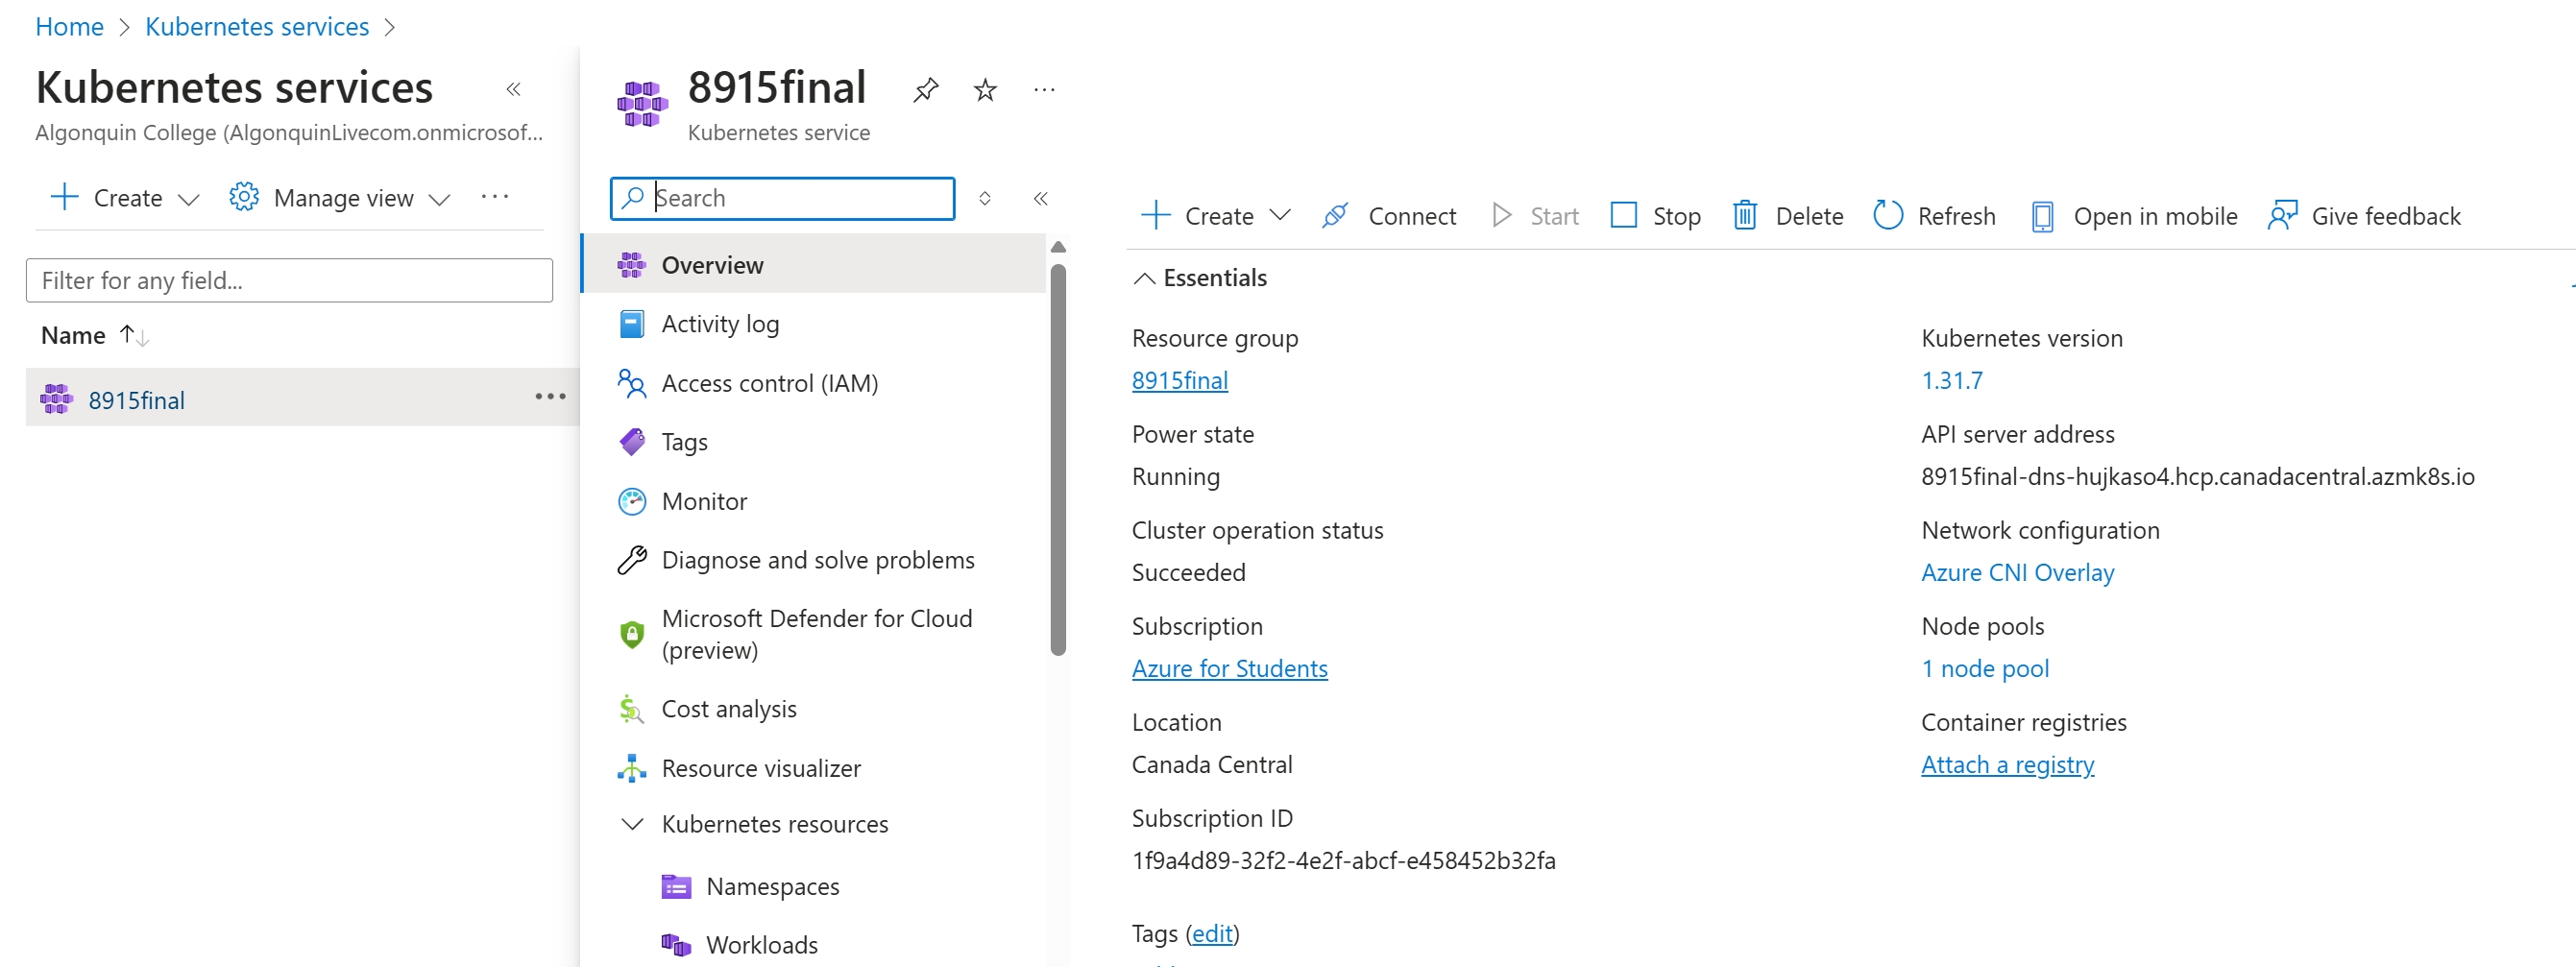 Home > Kubernetes services >
Kubernetes services
Algonquin College (AlgonquinLivecom.onmicrosof...
Create
Manage view
Filter for any field...
Name
8915final
8915final
Kubernetes service
Search
Overview
Activity log
Access control (IAM)
Tags
Monitor
Diagnose and solve problems
Microsoft Defender for Cloud
(preview)
Cost analysis
Resource visualizer
Kubernetes resources
Namespaces
Workloads
Create
Connect
Start
Stop
Delete
Refresh
Open in mobile
Give feedback
Essentials
Resource group
8915final
Power state
Running
Cluster operation status
Succeeded
Subscription
Azure for Students
Location
Canada Central
Subscription ID
1f9a4d89-32f2-4e2f-abcf-e458452b32fa
Tags (edit)
Kubernetes version
1.31.7
API server address
8915final-dns-hujkaso4.hcp.canadacentral.azmk8s.io
Network configuration
Azure CNI Overlay
Node pools
1 node pool
Container registries
Attach a registry